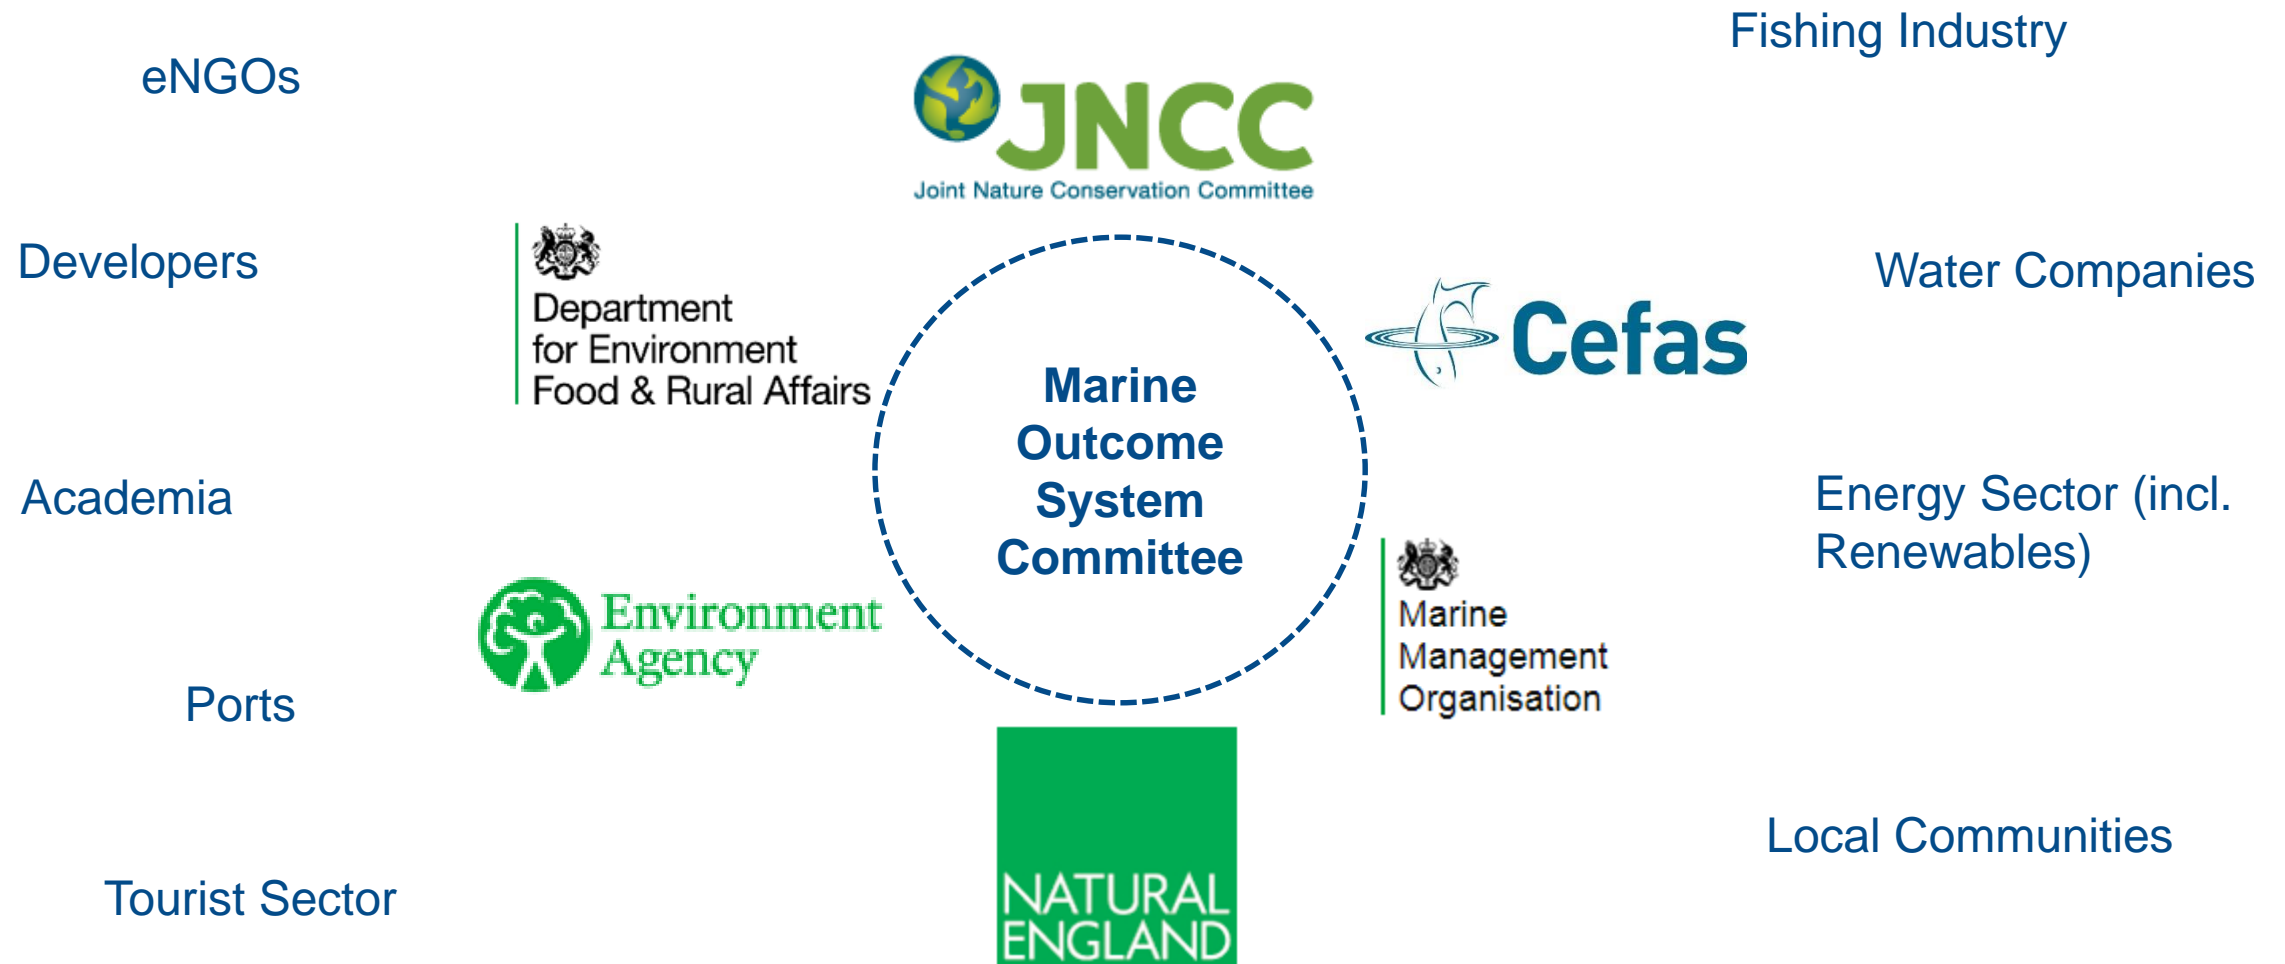 Fishing Industry
eNGOs
JNCC
Joint Nature Conservation Committee
Developers
Department
for Environment
Food & Rural Affairs
Water Companies
Cefas
Marine
Outcome
System
Committee
Academia
Energy Sector (incl.
Renewables)
Environment
Agency
Marine
Management
Organisation
Ports
Local Communities
Tourist Sector
NATURAL
ENGLAND